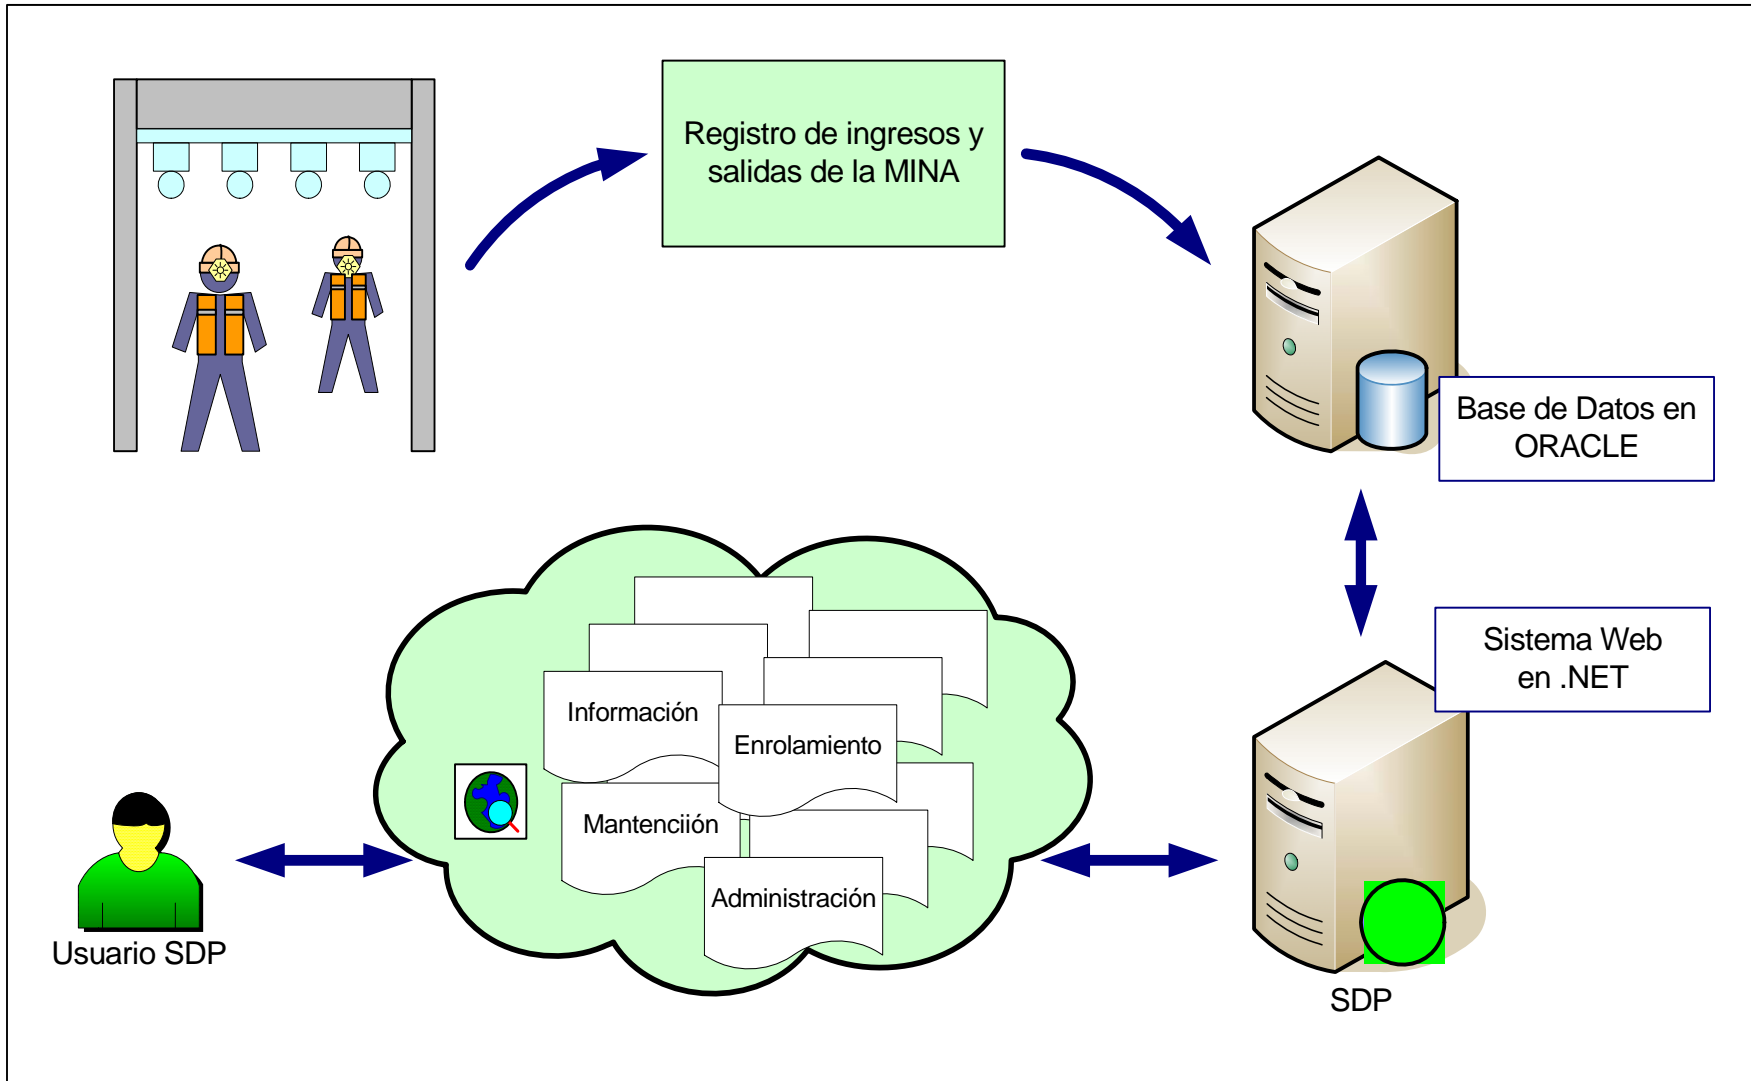 Registro de ingresos y
salidas de la MINA
Base de Datos en
ORACLE
Sistema Web
en .NET
Información
Enrolamiento
Mantenciión
Administración
Usuario SDP
SDP